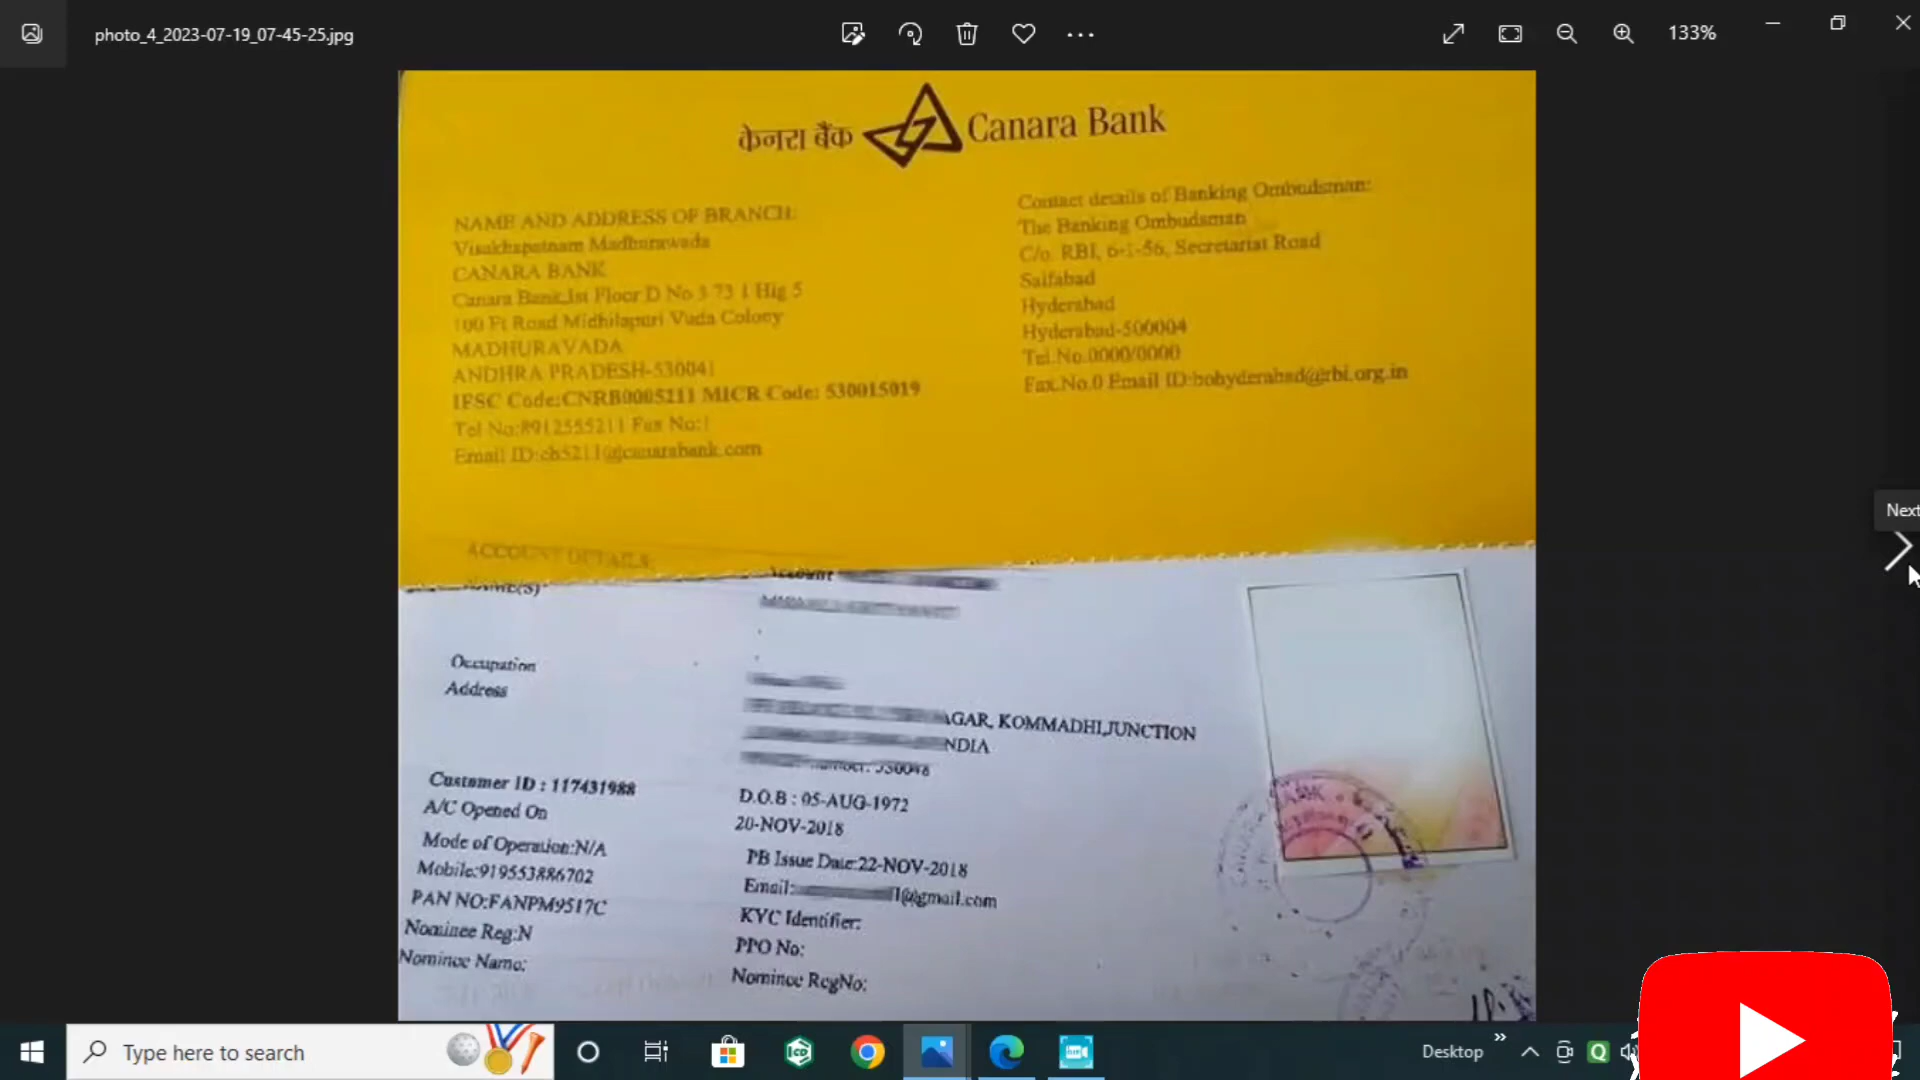 photo_4_2023-07-19_07-45-25.jpg
133%
केनरा बैंक Canara Bank
NAME AND ADDRESS OF BRANCH:
Visakhapatnam Madhurawada
CANARA BANK
Canara Bank,Ist Floor D No 3 73 1 Hig 5
100 Ft Road Midhilapuri Vuda Colony
MADHURAVADA
ANDHRA PRADESH-530041
IFSC Code:CNRB0005211 MICR Code: 530015019
Tel No:8912555211 Fax No:1
Email ID:cb5211@canarabank.com
Contact details of Banking Ombudsman:
The Banking Ombudsman
C/o. RBI, 6-1-56, Secretariat Road
Saifabad
Hyderabad
Hyderabad-500004
Tel.No.0000/0000
Fax.No.0 Email ID:bohyderabad@rbi.org.in
Next
ACCOUNT DETAILS:
NAME(S)
Account
Occupation
Address
AGAR, KOMMADHI,JUNCTION
NDIA
530048
Customer ID : 117431988
D.O.B : 05-AUG-1972
A/C Opened On
20-NOV-2018
Mode of Operation:N/A
PB Issue Date:22-NOV-2018
Mobile:919553886702
Email: 1@gmail.com
PAN NO:FANPM9517C
KYC Identifier:
Nominee Reg:N
PPO No:
Nominee Name:
Nominee RegNo:
Type here to search
Desktop